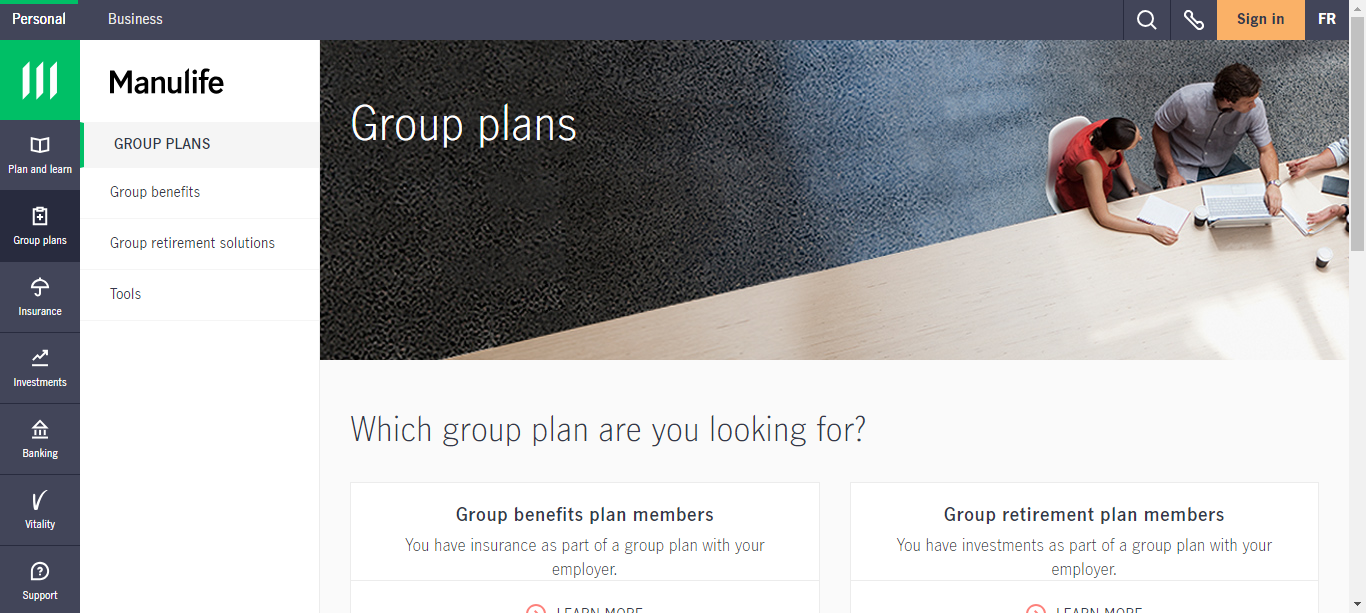 Personal
Business
Sign in
FR
Manulife
Plan and learn
Group plans
Insurance
Investments
Banking
Vitality
Support
GROUP PLANS
Group benefits
Group retirement solutions
Tools
Group plans
Which group plan are you looking for?
Group benefits plan members
You have insurance as part of a group plan with your
employer.
LEARN MORE
Group retirement plan members
You have investments as part of a group plan with your
employer.
LEARN MORE